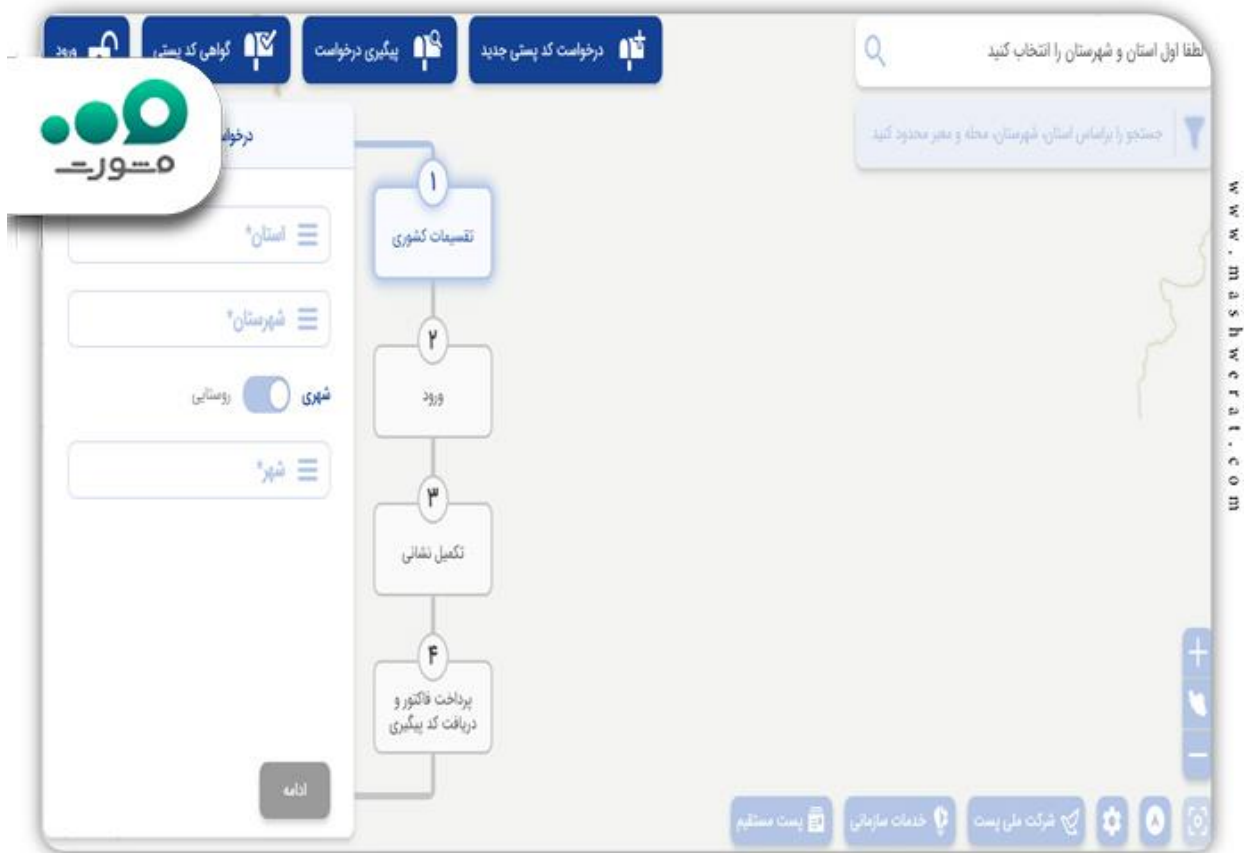 لطفا اول استان و شهرستان را انتخاب کنید
جستجو را براساس استان، شهرستان، محله و معبر محدود کنید
درخواست کد پستی جدید
پیگیری درخواست
گواهی کد پستی
ورود
مشورت
۱
تقسیمات کشوری
۲
ورود
۳
تکمیل نشانی
۴
پرداخت فاکتور و
دریافت کد پیگیری
استان*
شهرستان*
شهری روستایی
شهر*
ادامه
شرکت ملی پست
خدمات سازمانی
پست مستقیم
www.mashwerat.com